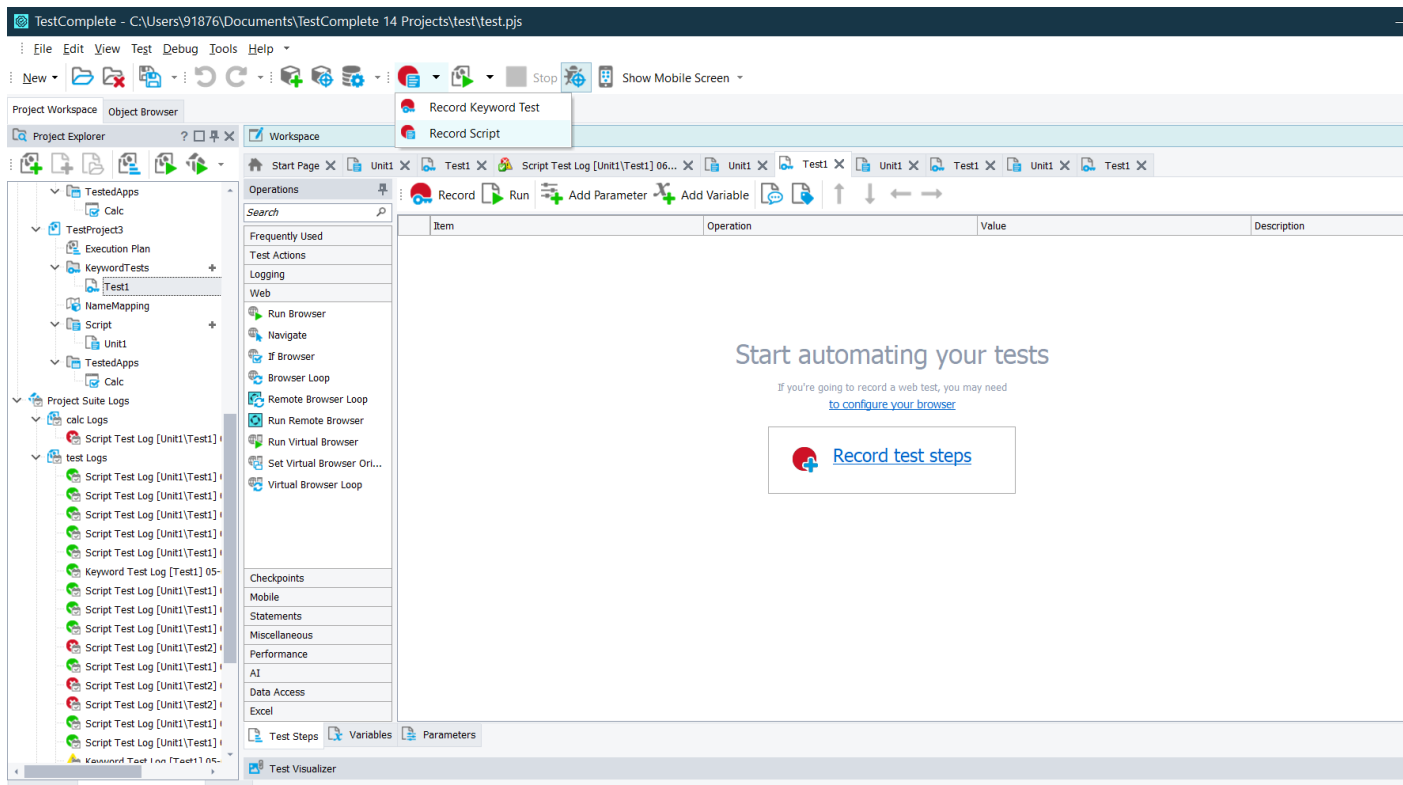 TestComplete - C:\Users\91876\Documents\TestComplete 14 Projects\test\test.pjs
File Edit View Test Debug Tools Help
New Stop Show Mobile Screen
Record Keyword Test
Record Script
Project Workspace Object Browser
Project Explorer
Workspace
Start Page Unit1 Test1 Script Test Log [Unit1\Test1] 06... Unit1 Test1 Unit1 Test1 Unit1 Test1
TestedApps
Calc
TestProject3
Execution Plan
KeywordTests
Test1
NameMapping
Script
Unit1
TestedApps
Calc
Project Suite Logs
calc Logs
Script Test Log [Unit1\Test1]
test Logs
Script Test Log [Unit1\Test1]
Script Test Log [Unit1\Test1]
Script Test Log [Unit1\Test1]
Script Test Log [Unit1\Test1]
Script Test Log [Unit1\Test1]
Keyword Test Log [Test1] 05-
Script Test Log [Unit1\Test1]
Script Test Log [Unit1\Test1]
Script Test Log [Unit1\Test1]
Script Test Log [Unit1\Test2]
Script Test Log [Unit1\Test1]
Script Test Log [Unit1\Test2]
Script Test Log [Unit1\Test2]
Script Test Log [Unit1\Test1]
Script Test Log [Unit1\Test1]
Keyword Test Log [Test1] 05-
Operations
Search
Frequently Used
Test Actions
Logging
Web
Run Browser
Navigate
If Browser
Browser Loop
Remote Browser Loop
Run Remote Browser
Run Virtual Browser
Set Virtual Browser Ori...
Virtual Browser Loop
Checkpoints
Mobile
Statements
Miscellaneous
Performance
AI
Data Access
Excel
Record Run Add Parameter Add Variable
Item Operation Value Description
Start automating your tests
If you're going to record a web test, you may need
to configure your browser
Record test steps
Test Steps Variables Parameters
Test Visualizer